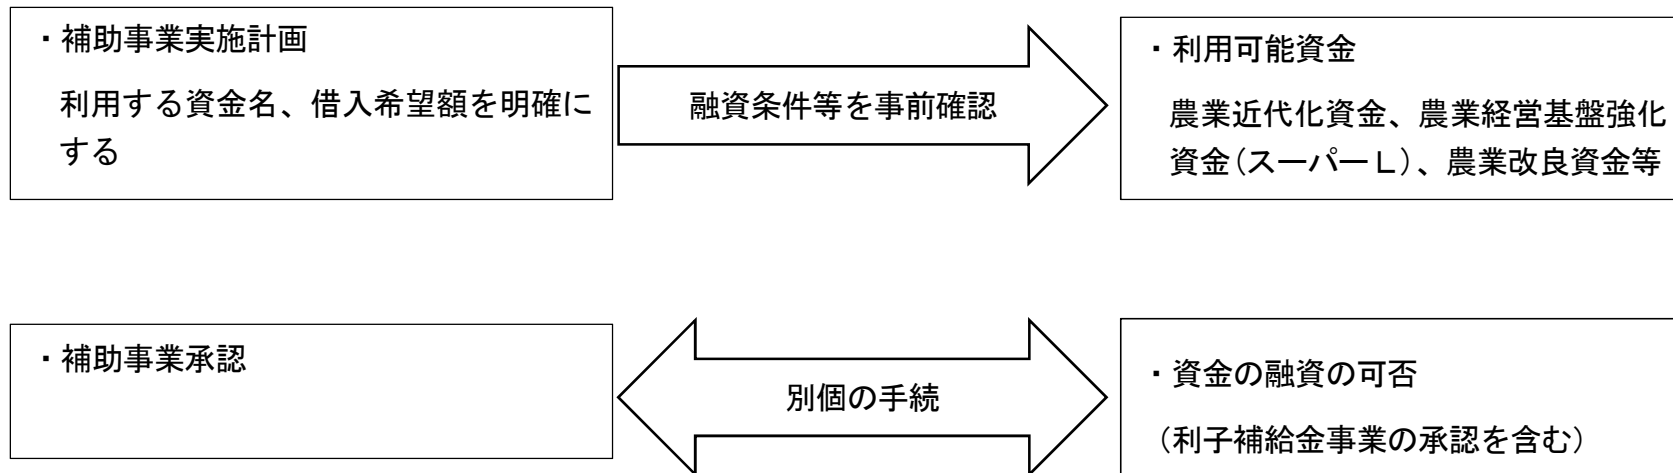 ・補助事業実施計画
利用する資金名、借入希望額を明確に
する
融資条件等を事前確認
・利用可能資金
農業近代化資金、農業経営基盤強化
資金(スーパーL)、農業改良資金等
・補助事業承認
別個の手続
・資金の融資の可否
(利子補給金事業の承認を含む)